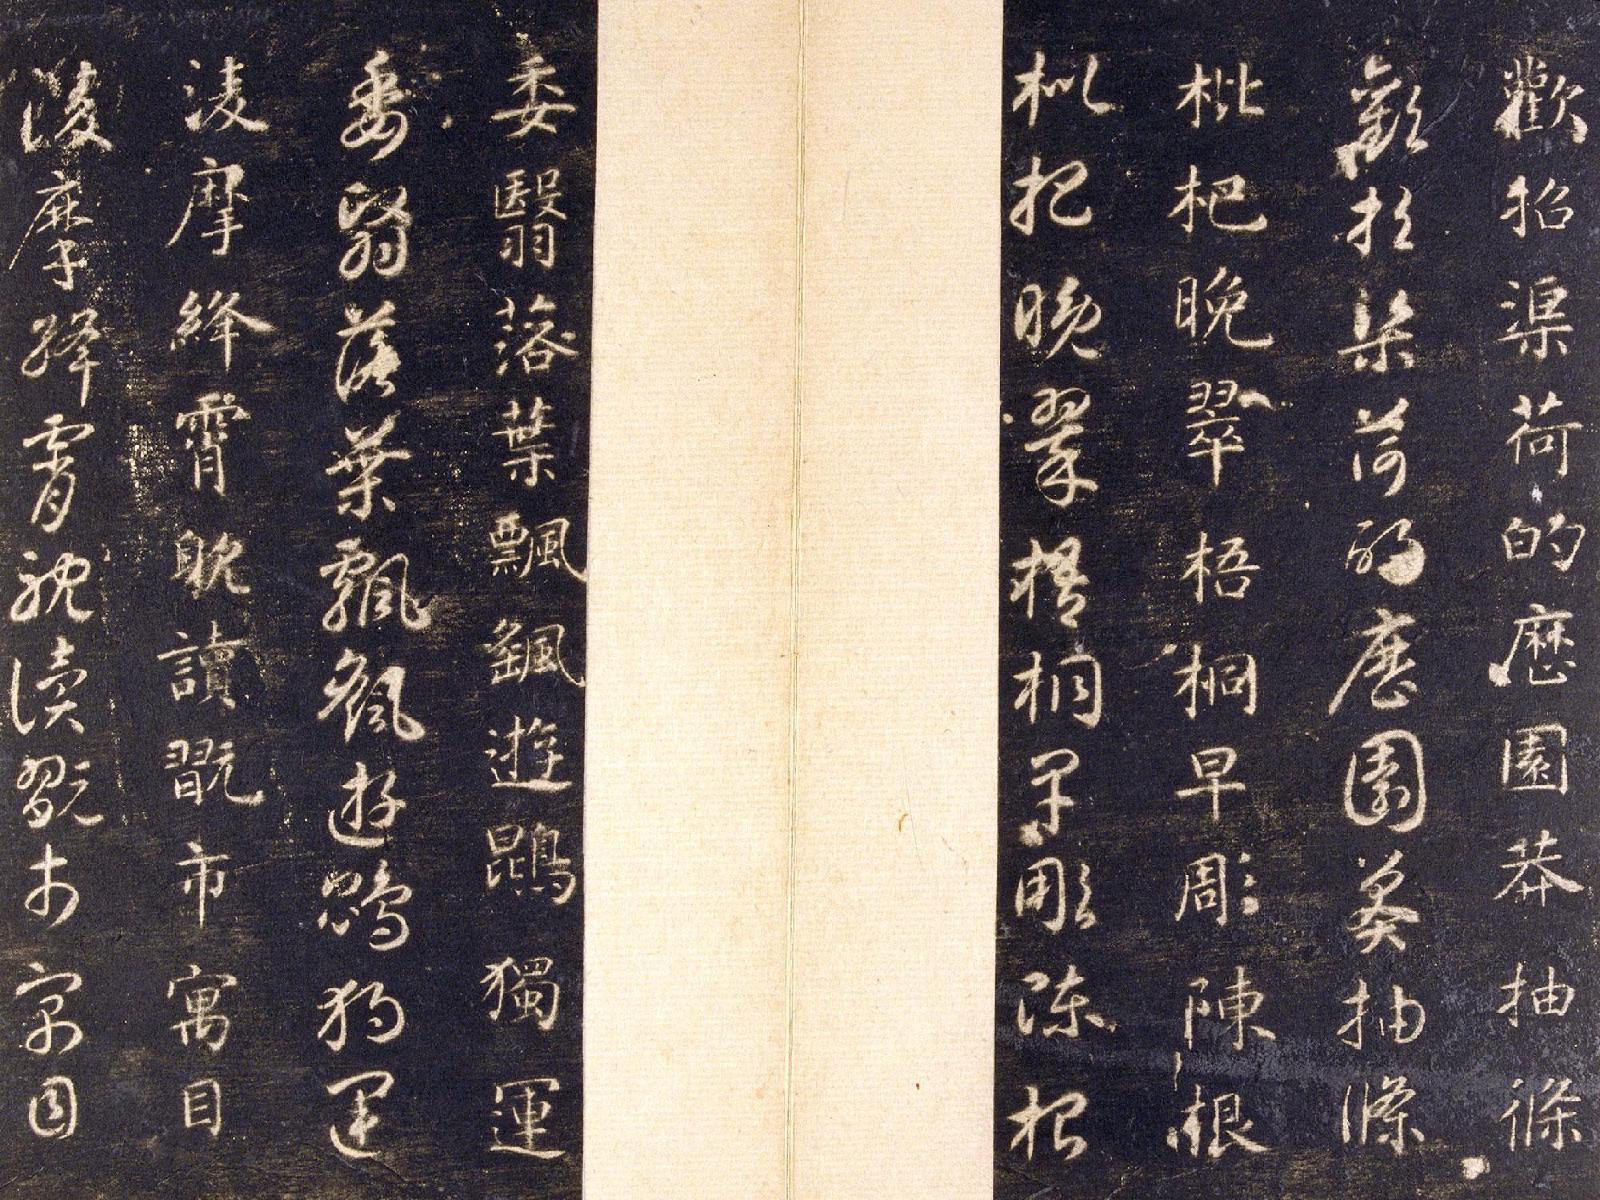 歡招渠荷的歷園莽抽條
歡招渠荷的歷園莽抽條
枇杷晚翠梧桐早彫陳根
枇杷晚翠梧桐早彫陳根
委翳落葉飄颻遊鵾獨運
委翳落葉飄颻遊鵾獨運
淩摩絳霄耽讀翫市寓目
淩摩絳霄耽讀翫市寓目